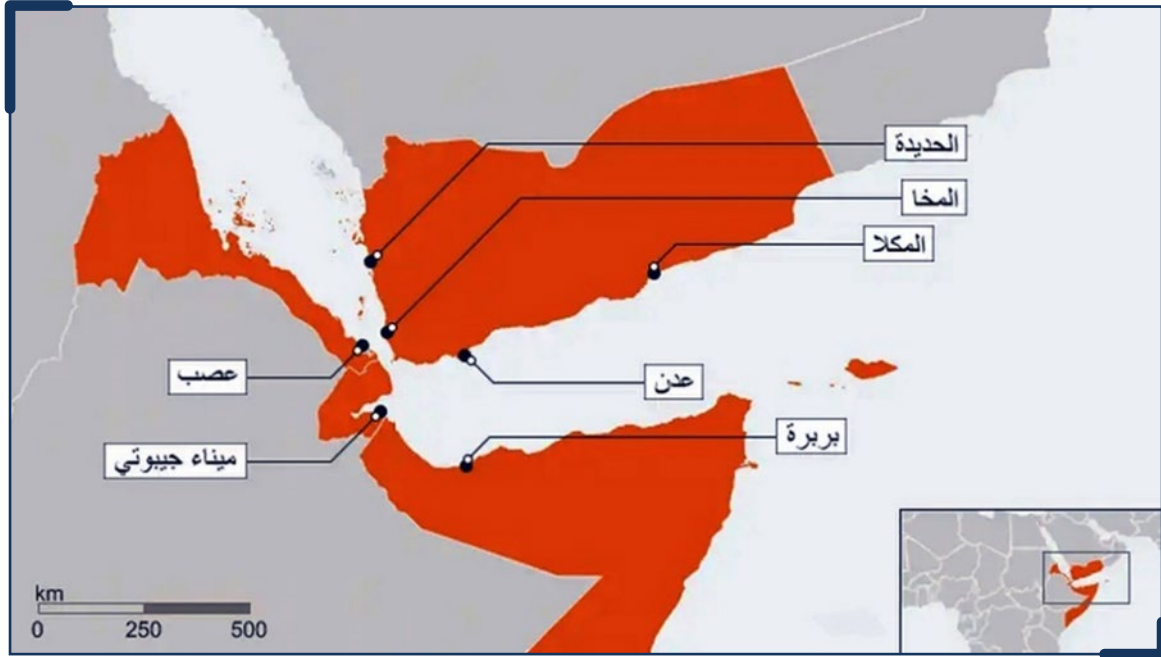 الحديدة
المخا
المكلا
عصب
عدن
بربرة
ميناء جيبوتي
km
0 250 500